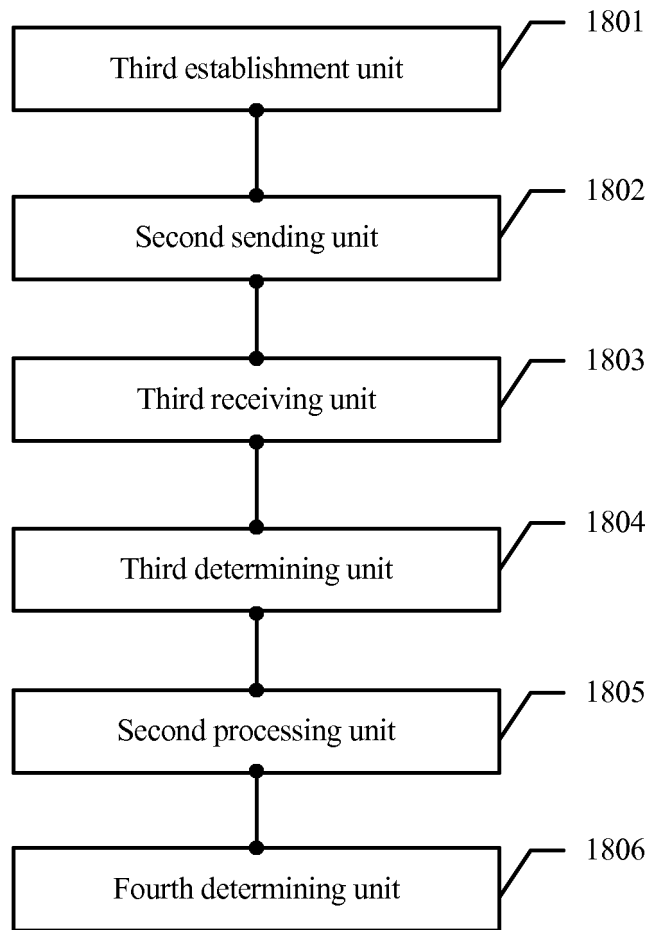 1801
Third establishment unit
1802
Second sending unit
1803
Third receiving unit
1804
Third determining unit
1805
Second processing unit
1806
Fourth determining unit